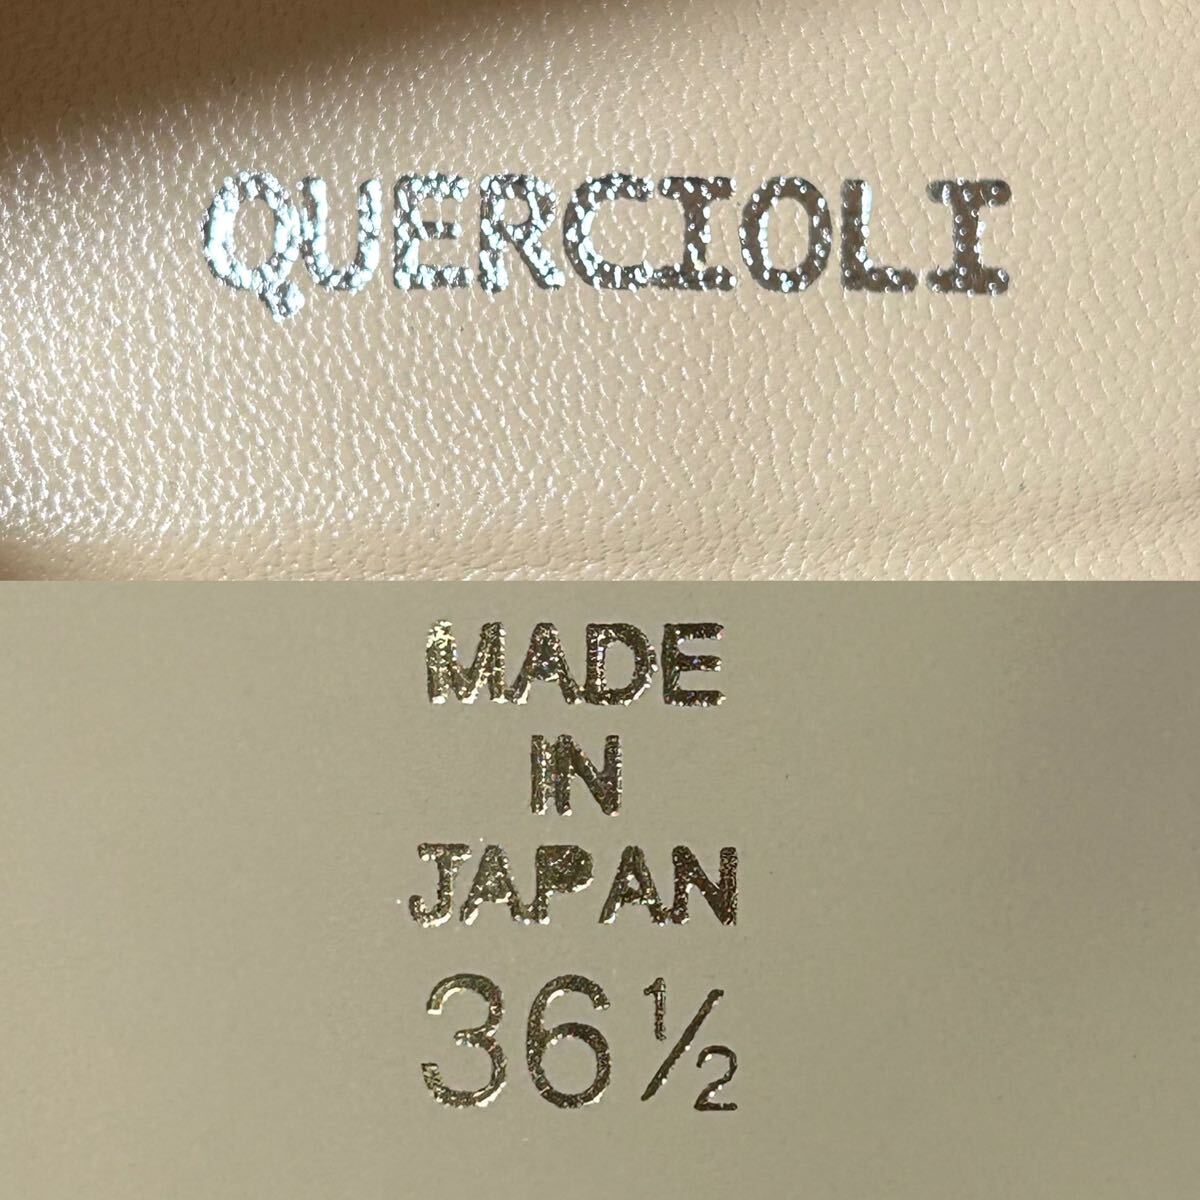 QUERCIOLI
MADE
IN
JAPAN
36½